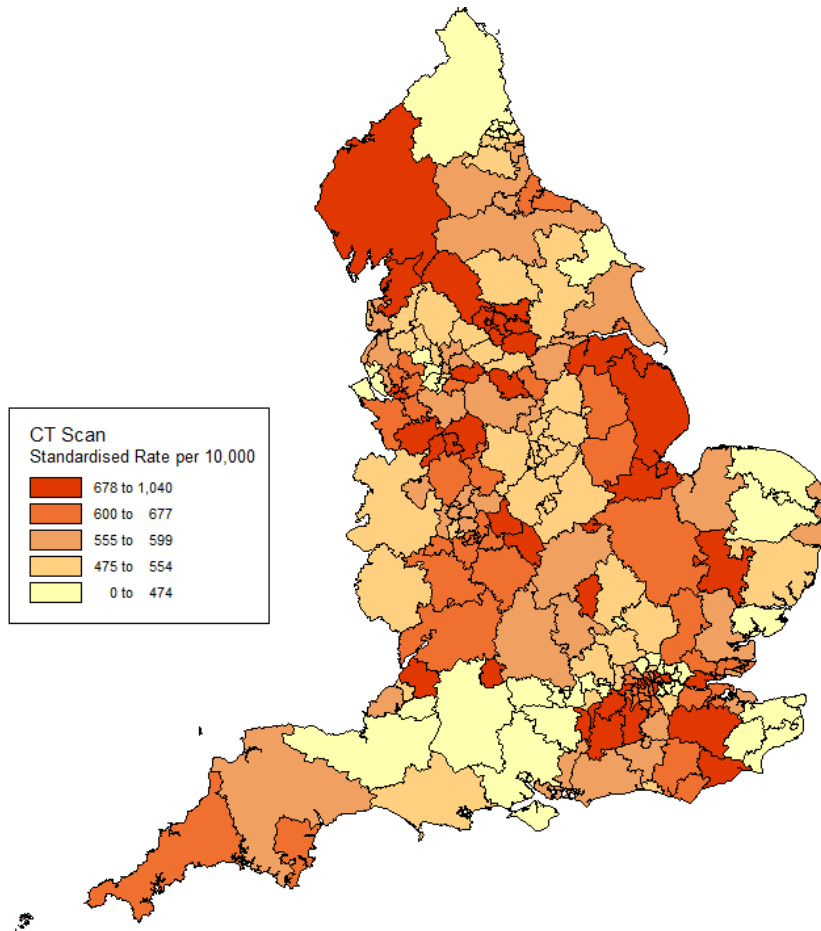 CT Scan
Standardised Rate per 10,000
678 to 1,040
600 to 677
555 to 599
475 to 554
0 to 474